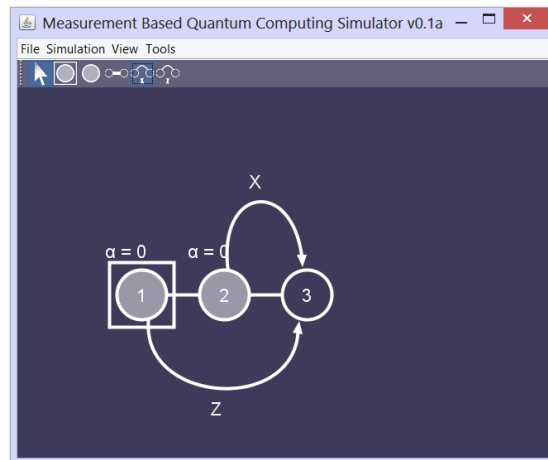 Measurement Based Quantum Computing Simulator v0.1a
File Simulation View Tools
X
α = 0 α = 0
1 2 3
Z